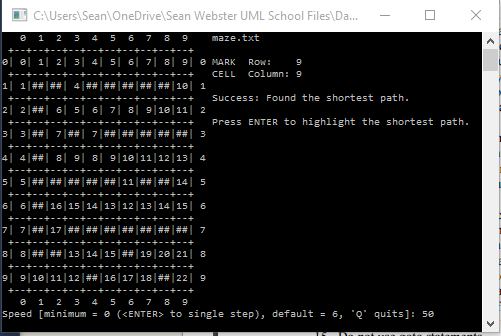 C:\Users\Sean\OneDrive\Sean Webster UML School Files\Da...
0 1 2 3 4 5 6 7 8 9 maze.txt
+--+--+--+--+--+--+--+--+--+--+
0| 0| 1| 2| 3| 4| 5| 6| 7| 8| 9| 0 MARK Row: 9
+--+--+--+--+--+--+--+--+--+--+ CELL Column: 9
1| 1|##|##| 4|##|##|##|##|##|10| 1
+--+--+--+--+--+--+--+--+--+--+ Success: Found the shortest path.
2| 2|##| 6| 5| 6| 7| 8| 9|10|11| 2
+--+--+--+--+--+--+--+--+--+--+ Press ENTER to highlight the shortest path.
3| 3|##| 7|##| 7|##|##|##|##|##| 3
+--+--+--+--+--+--+--+--+--+--+
4| 4|##| 8| 9| 8| 9|10|11|12|13| 4
+--+--+--+--+--+--+--+--+--+--+
5| 5|##|##|##|##|##|11|##|##|14| 5
+--+--+--+--+--+--+--+--+--+--+
6| 6|##|16|15|14|13|12|13|14|15| 6
+--+--+--+--+--+--+--+--+--+--+
7| 7|##|17|##|##|##|##|##|##|##| 7
+--+--+--+--+--+--+--+--+--+--+
8| 8|##|##|13|14|15|##|19|20|21| 8
+--+--+--+--+--+--+--+--+--+--+
9| 9|10|11|12|##|16|17|18|##|22| 9
+--+--+--+--+--+--+--+--+--+--+
0 1 2 3 4 5 6 7 8 9
Speed [minimum = 0 (<ENTER> to single step), default = 6, 'Q' quits]: 50